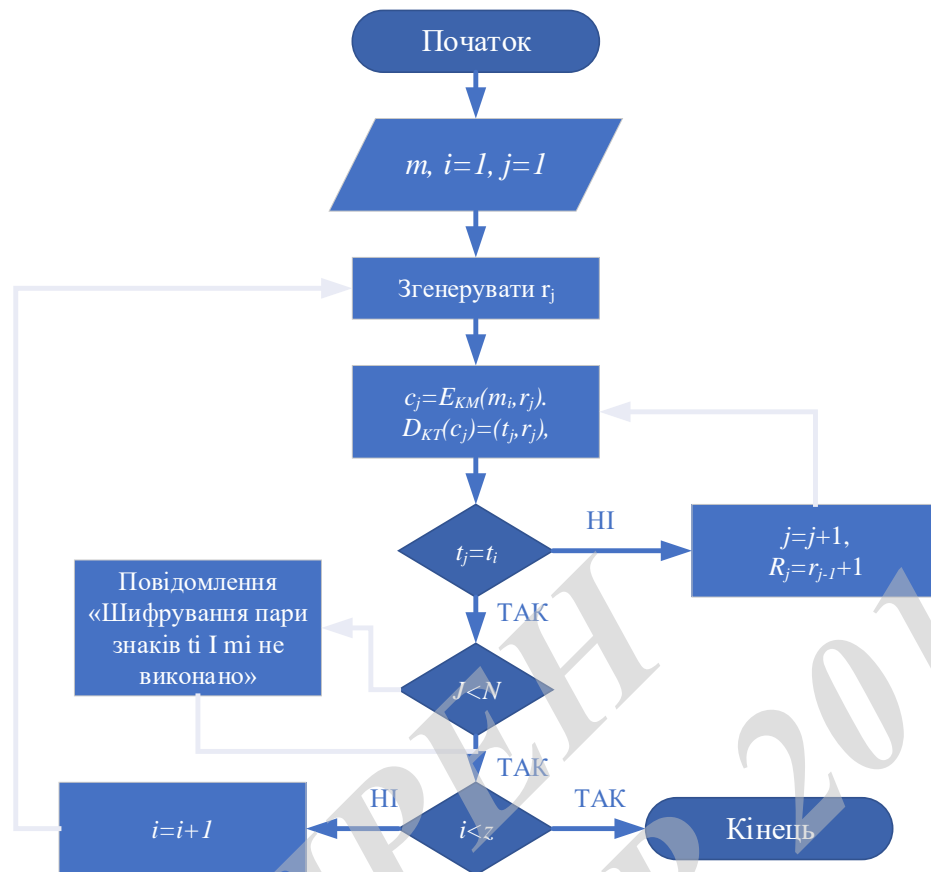 Початок
m, i=1, j=1
Згенерувати rj
cj=EKM(mi,rj).
DKT(cj)=(tj,rj),
tj=ti
НІ
j=j+1,
Rj=rj-1+1
ТАК
Повідомлення
«Шифрування пари
знаків ti I mi не
виконано»
J<N
ТАК
i=i+1
НІ
i<z
ТАК
Кінець